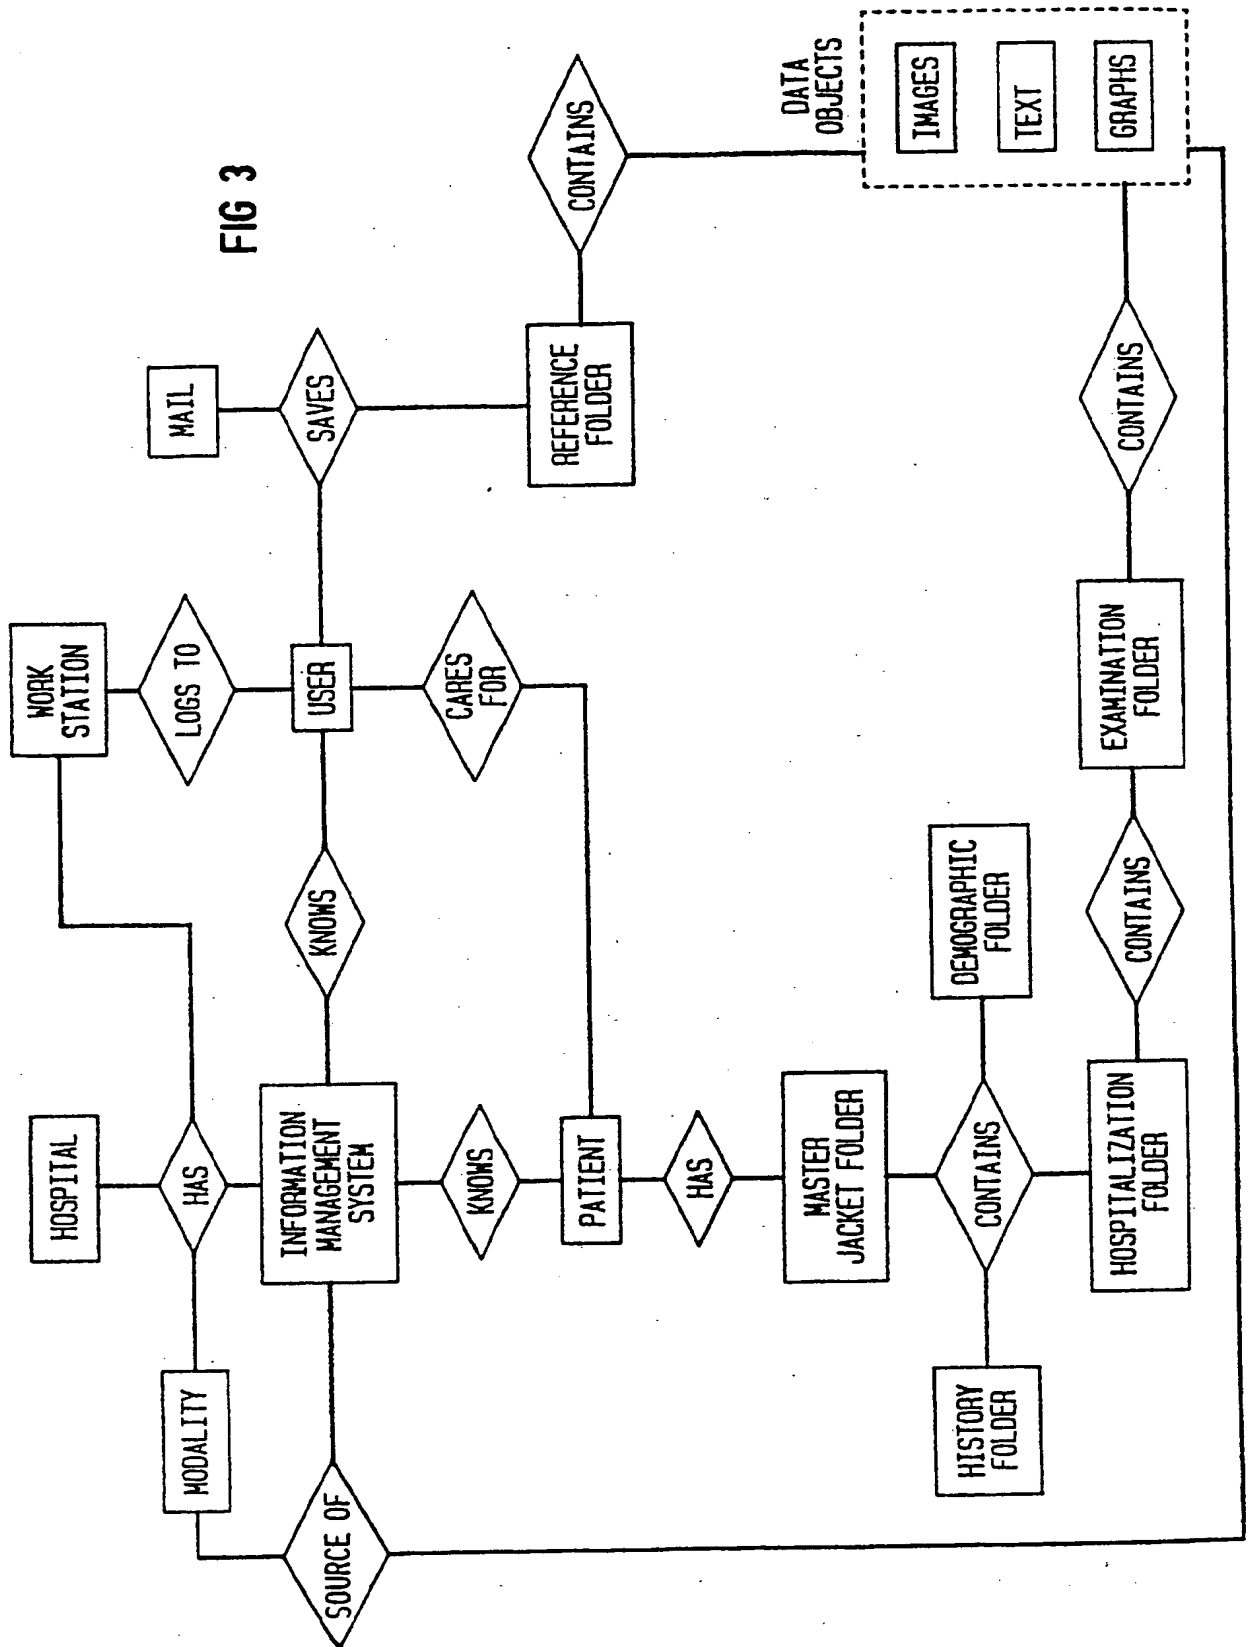 FIG 3
HOSPITAL
WORK
STATION
MODALITY
HAS
LOGS TO
MAIL
SOURCE OF
INFORMATION
MANAGEMENT
SYSTEM
KNOWS
USER
SAVES
KNOWS
CARES
FOR
PATIENT
REFERENCE
FOLDER
CONTAINS
HAS
MASTER
JACKET FOLDER
DATA
OBJECTS
IMAGES
TEXT
GRAPHS
HISTORY
FOLDER
CONTAINS
DEMOGRAPHIC
FOLDER
HOSPITALIZATION
FOLDER
CONTAINS
EXAMINATION
FOLDER
CONTAINS